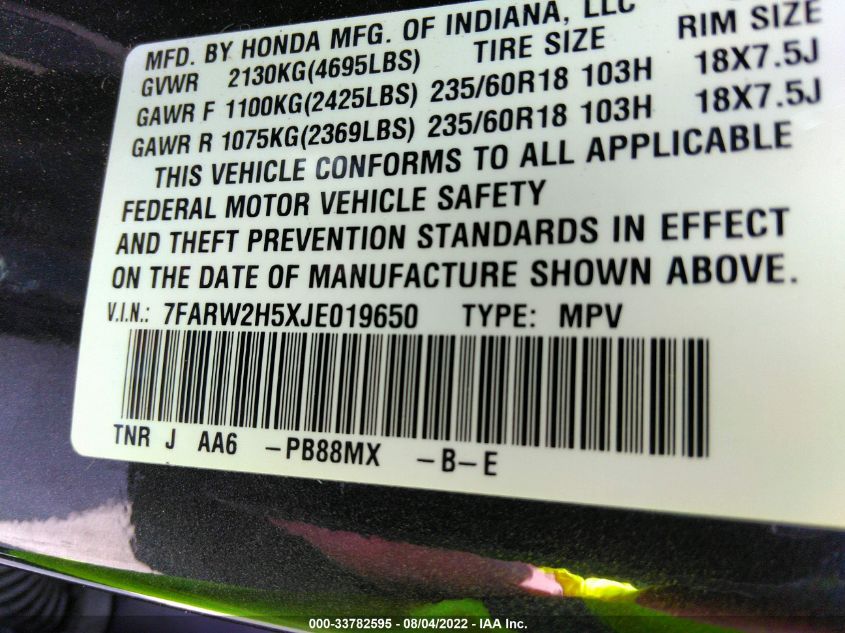 MFD. BY HONDA MFG. OF INDIANA, LLC
GVWR 2130KG(4695LBS) TIRE SIZE RIM SIZE
GAWR F 1100KG(2425LBS) 235/60R18 103H 18X7.5J
GAWR R 1075KG(2369LBS) 235/60R18 103H 18X7.5J
THIS VEHICLE CONFORMS TO ALL APPLICABLE
FEDERAL MOTOR VEHICLE SAFETY
AND THEFT PREVENTION STANDARDS IN EFFECT
ON THE DATE OF MANUFACTURE SHOWN ABOVE.
V.I.N.: 7FARW2H5XJE019650 TYPE: MPV
TNR J AA6 -PB88MX -B-E
000-33782595 - 08/04/2022 - IAA Inc.